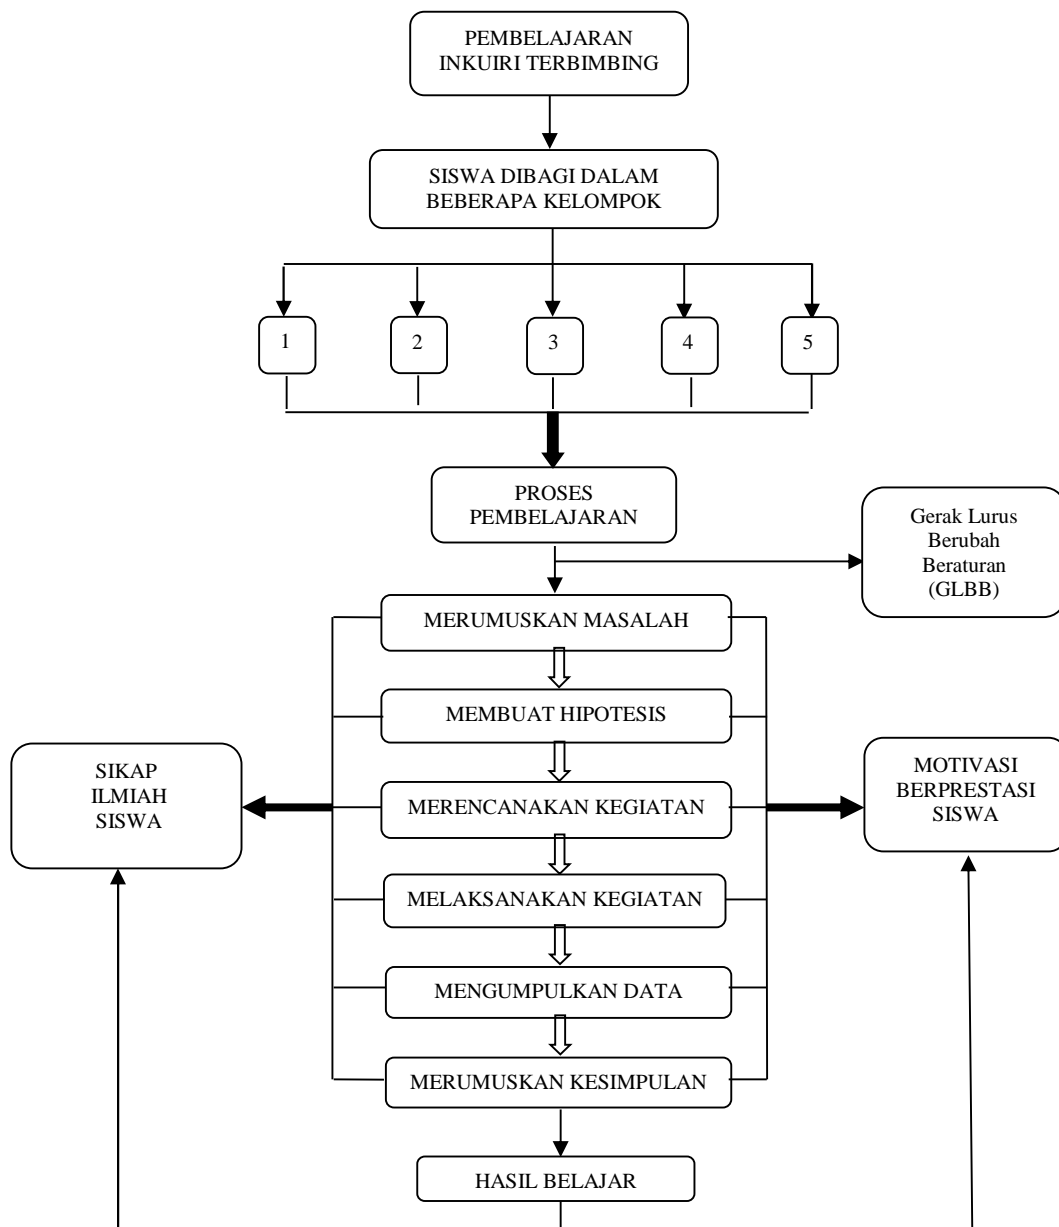 PEMBELAJARAN
INKUIRI TERBIMBING
SISWA DIBAGI DALAM
BEBERAPA KELOMPOK
1
2
3
4
5
PROSES
PEMBELAJARAN
Gerak Lurus
Berubah
Beraturan
(GLBB)
MERUMUSKAN MASALAH
MEMBUAT HIPOTESIS
SIKAP
ILMIAH
SISWA
MERENCANAKAN KEGIATAN
MOTIVASI
BERPRESTASI
SISWA
MELAKSANAKAN KEGIATAN
MENGUMPULKAN DATA
MERUMUSKAN KESIMPULAN
HASIL BELAJAR